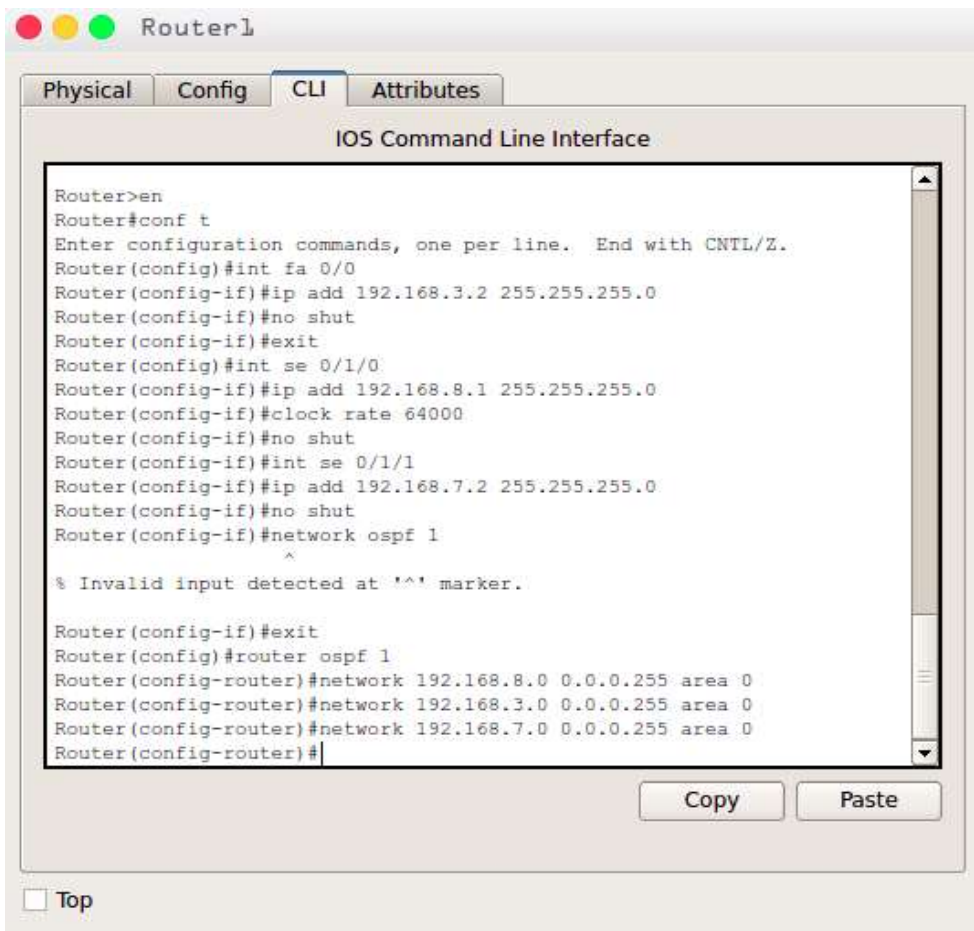 Router1
Physical Config CLI Attributes
IOS Command Line Interface
Router>en
Router#conf t
Enter configuration commands, one per line.  End with CNTL/Z.
Router(config)#int fa 0/0
Router(config-if)#ip add 192.168.3.2 255.255.255.0
Router(config-if)#no shut
Router(config-if)#exit
Router(config)#int se 0/1/0
Router(config-if)#ip add 192.168.8.1 255.255.255.0
Router(config-if)#clock rate 64000
Router(config-if)#no shut
Router(config-if)#int se 0/1/1
Router(config-if)#ip add 192.168.7.2 255.255.255.0
Router(config-if)#no shut
Router(config-if)#network ospf 1
^
% Invalid input detected at '^' marker.
Router(config-if)#exit
Router(config)#router ospf 1
Router(config-router)#network 192.168.8.0 0.0.0.255 area 0
Router(config-router)#network 192.168.3.0 0.0.0.255 area 0
Router(config-router)#network 192.168.7.0 0.0.0.255 area 0
Router(config-router)#
Copy Paste
Top